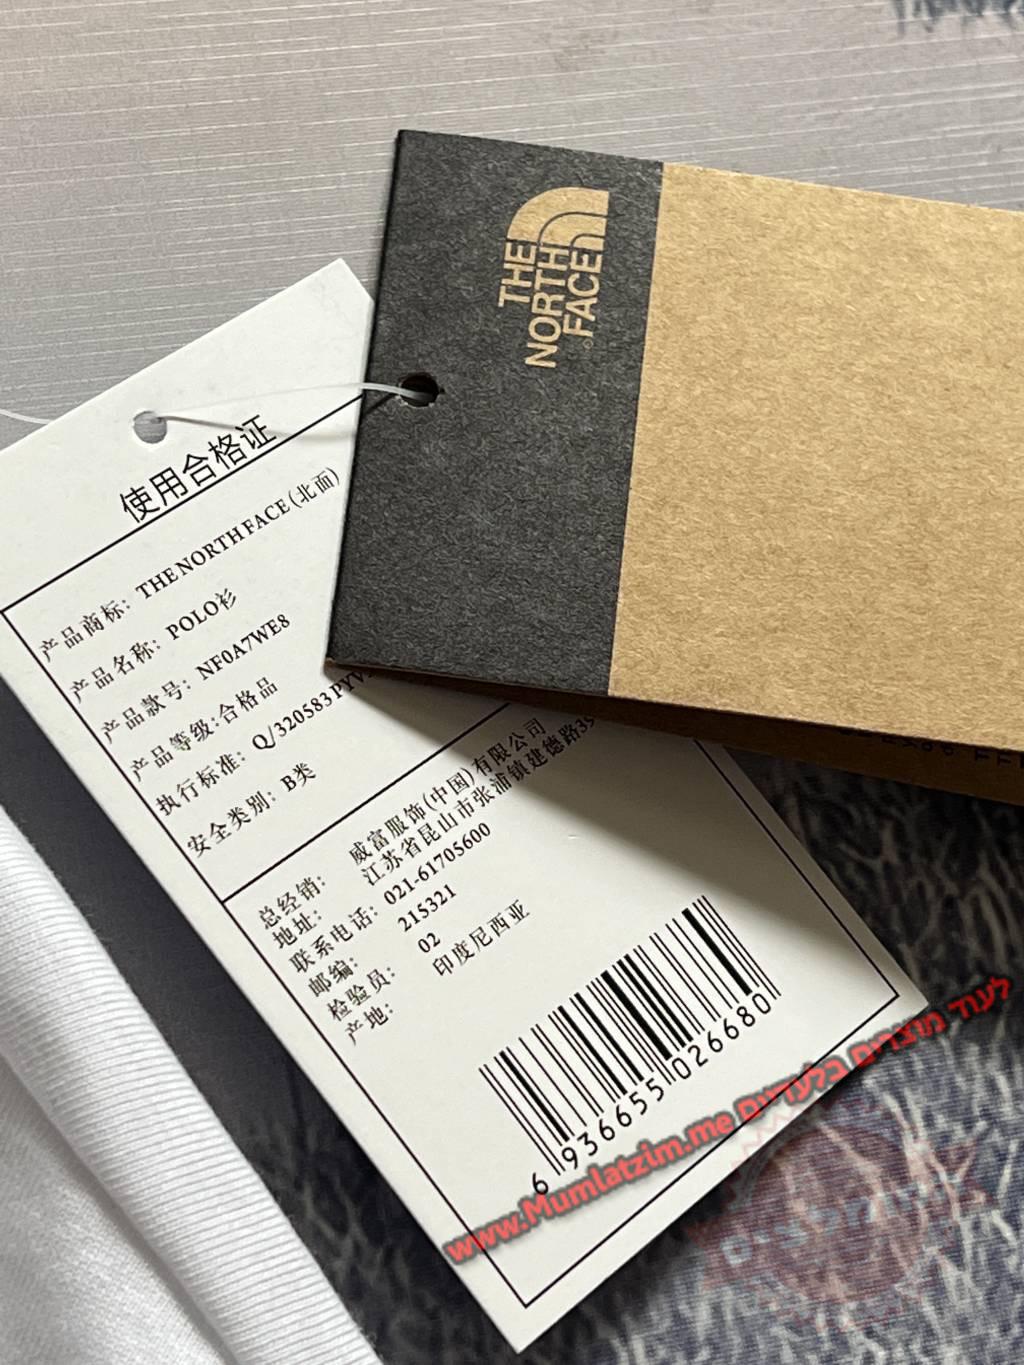 THE
NORTH
FACE
使用合格证
产品商标: THE NORTH FACE (北面)
产品名称: POLO衫
产品款号: NF0A7WE8
产品等级:合格品
执行标准: Q/320583 PYV
安全类别: B类
总经销: 威富服饰(中国)有限公司
地址: 江苏省昆山市张浦镇建德路
联系电话: 021-61705600
邮编: 215321
检验员: 02
产地: 印度尼西亚
6 936655 026680
לעוד מוצרים בלעדיים www.Mumlatzim.me